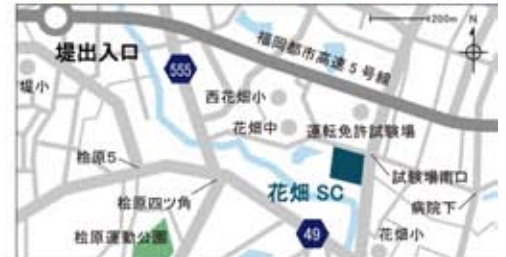 200m N
福岡都市高速5号線
堤出入口
555
堤小
西花畑小
花畑中
運転免許試験場
桧原5
花畑 SC
試験場南口
桧原四ツ角
病院下
49
桧原運動公園
花畑小